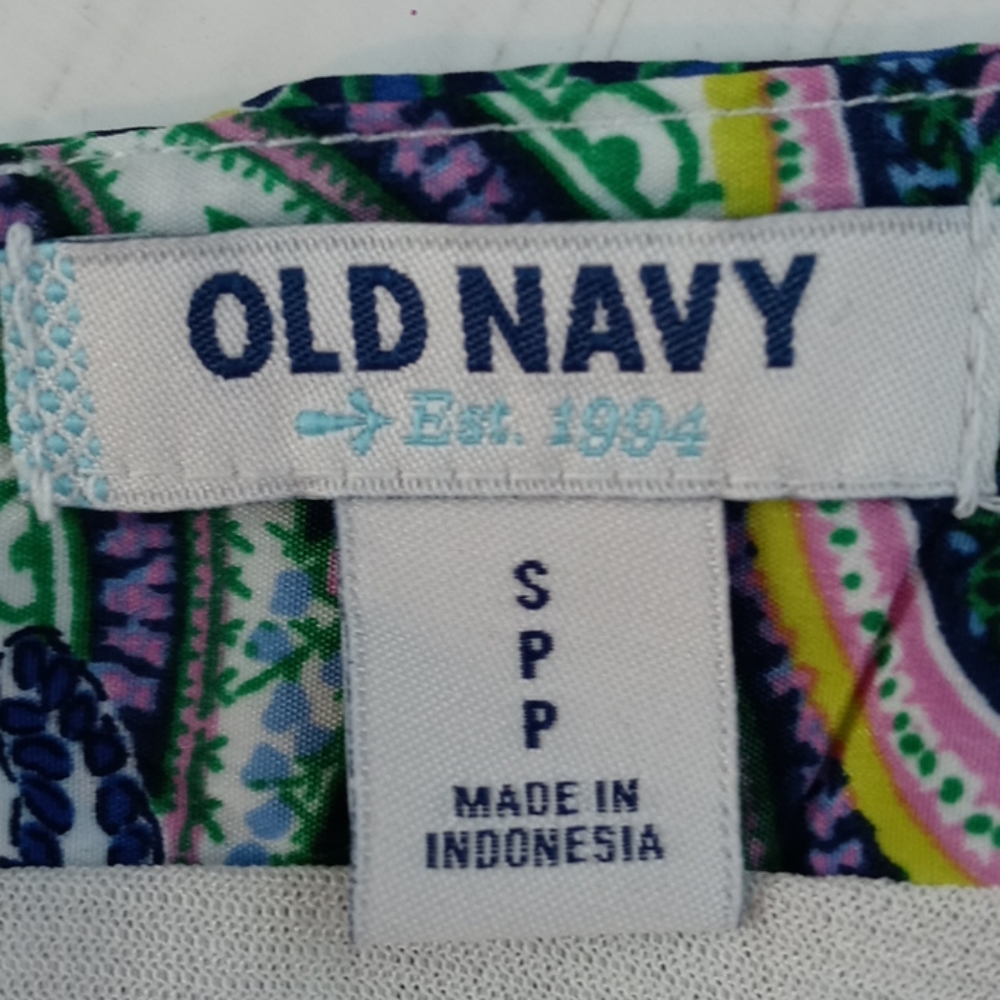 OLD NAVY
Est. 1994
S
P
P
MADE IN
INDONESIA